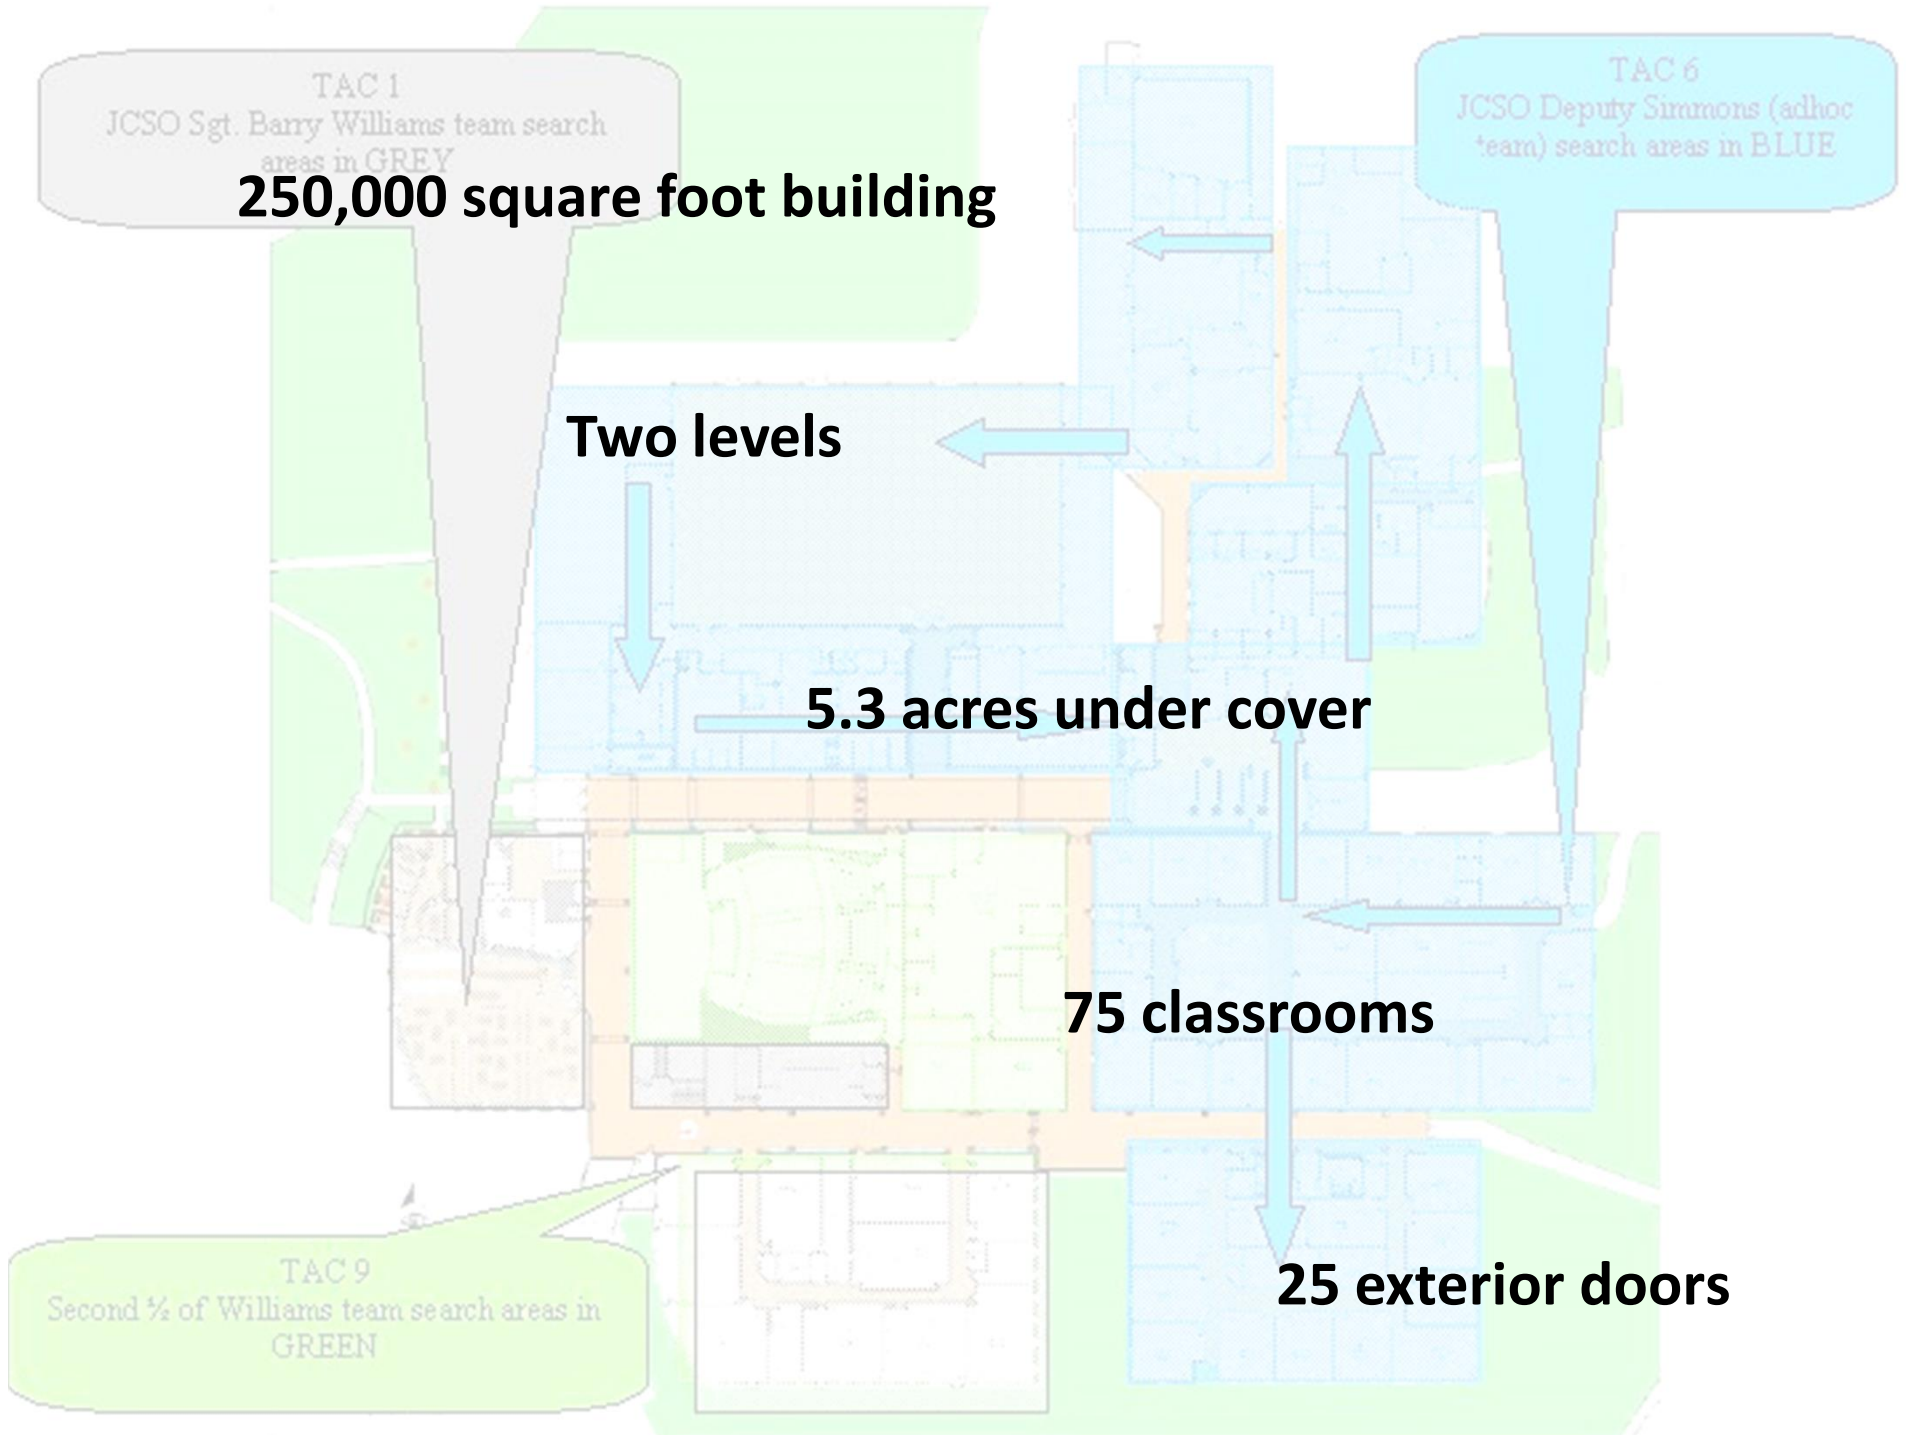 TAC 1
JCSO Sgt. Barry Williams team search
areas in GREY
TAC 6
JCSO Deputy Simmons (adhoc
team) search areas in BLUE
250,000 square foot building
Two levels
5.3 acres under cover
75 classrooms
25 exterior doors
TAC 9
Second ½ of Williams team search areas in
GREEN